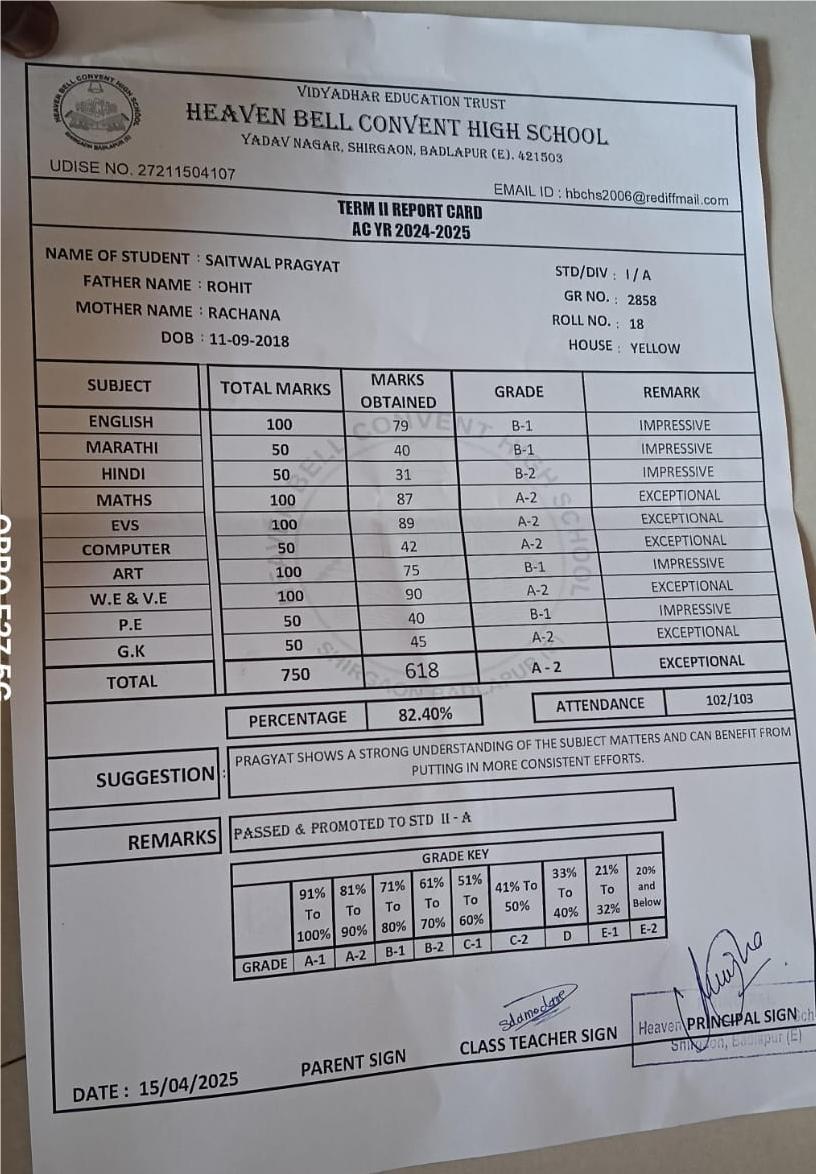 VIDYADHAR EDUCATION TRUST
HEAVEN BELL CONVENT HIGH SCHOOL
YADAV NAGAR, SHIRGAON, BADLAPUR (E). 421503
UDISE NO. 27211504107
EMAIL ID : hbchs2006@rediffmail.com
TERM II REPORT CARD
AC YR 2024-2025
NAME OF STUDENT : SAITWAL PRAGYAT STD/DIV : I / A
FATHER NAME : ROHIT GR NO. : 2858
MOTHER NAME : RACHANA ROLL NO. : 18
DOB : 11-09-2018 HOUSE : YELLOW
SUBJECT TOTAL MARKS MARKS OBTAINED GRADE REMARK
ENGLISH 100 79 B-1 IMPRESSIVE
MARATHI 50 40 B-1 IMPRESSIVE
HINDI 50 31 B-2 IMPRESSIVE
MATHS 100 87 A-2 EXCEPTIONAL
EVS 100 89 A-2 EXCEPTIONAL
COMPUTER 50 42 A-2 EXCEPTIONAL
ART 100 75 B-1 IMPRESSIVE
W.E & V.E 100 90 A-2 EXCEPTIONAL
P.E 50 40 B-1 IMPRESSIVE
G.K 50 45 A-2 EXCEPTIONAL
TOTAL 750 618 A - 2 EXCEPTIONAL
PERCENTAGE 82.40% ATTENDANCE 102/103
SUGGESTION : PRAGYAT SHOWS A STRONG UNDERSTANDING OF THE SUBJECT MATTERS AND CAN BENEFIT FROM
PUTTING IN MORE CONSISTENT EFFORTS.
REMARKS PASSED & PROMOTED TO STD II - A
GRADE KEY
91% To 100% 81% To 90% 71% To 80% 61% To 70% 51% To 60% 41% To 50% 33% To 40% 21% To 32% 20% and Below
GRADE A-1 A-2 B-1 B-2 C-1 C-2 D E-1 E-2
DATE : 15/04/2025 PARENT SIGN CLASS TEACHER SIGN PRINCIPAL SIGN